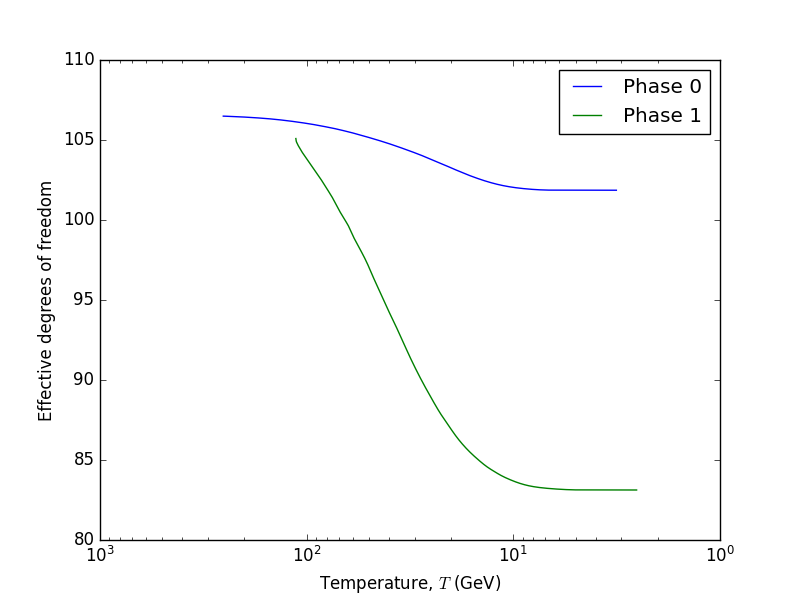 110
105
100
95
90
85
80
10³
10²
10¹
10⁰
Effective degrees of freedom
Temperature, T (GeV)
Phase 0
Phase 1